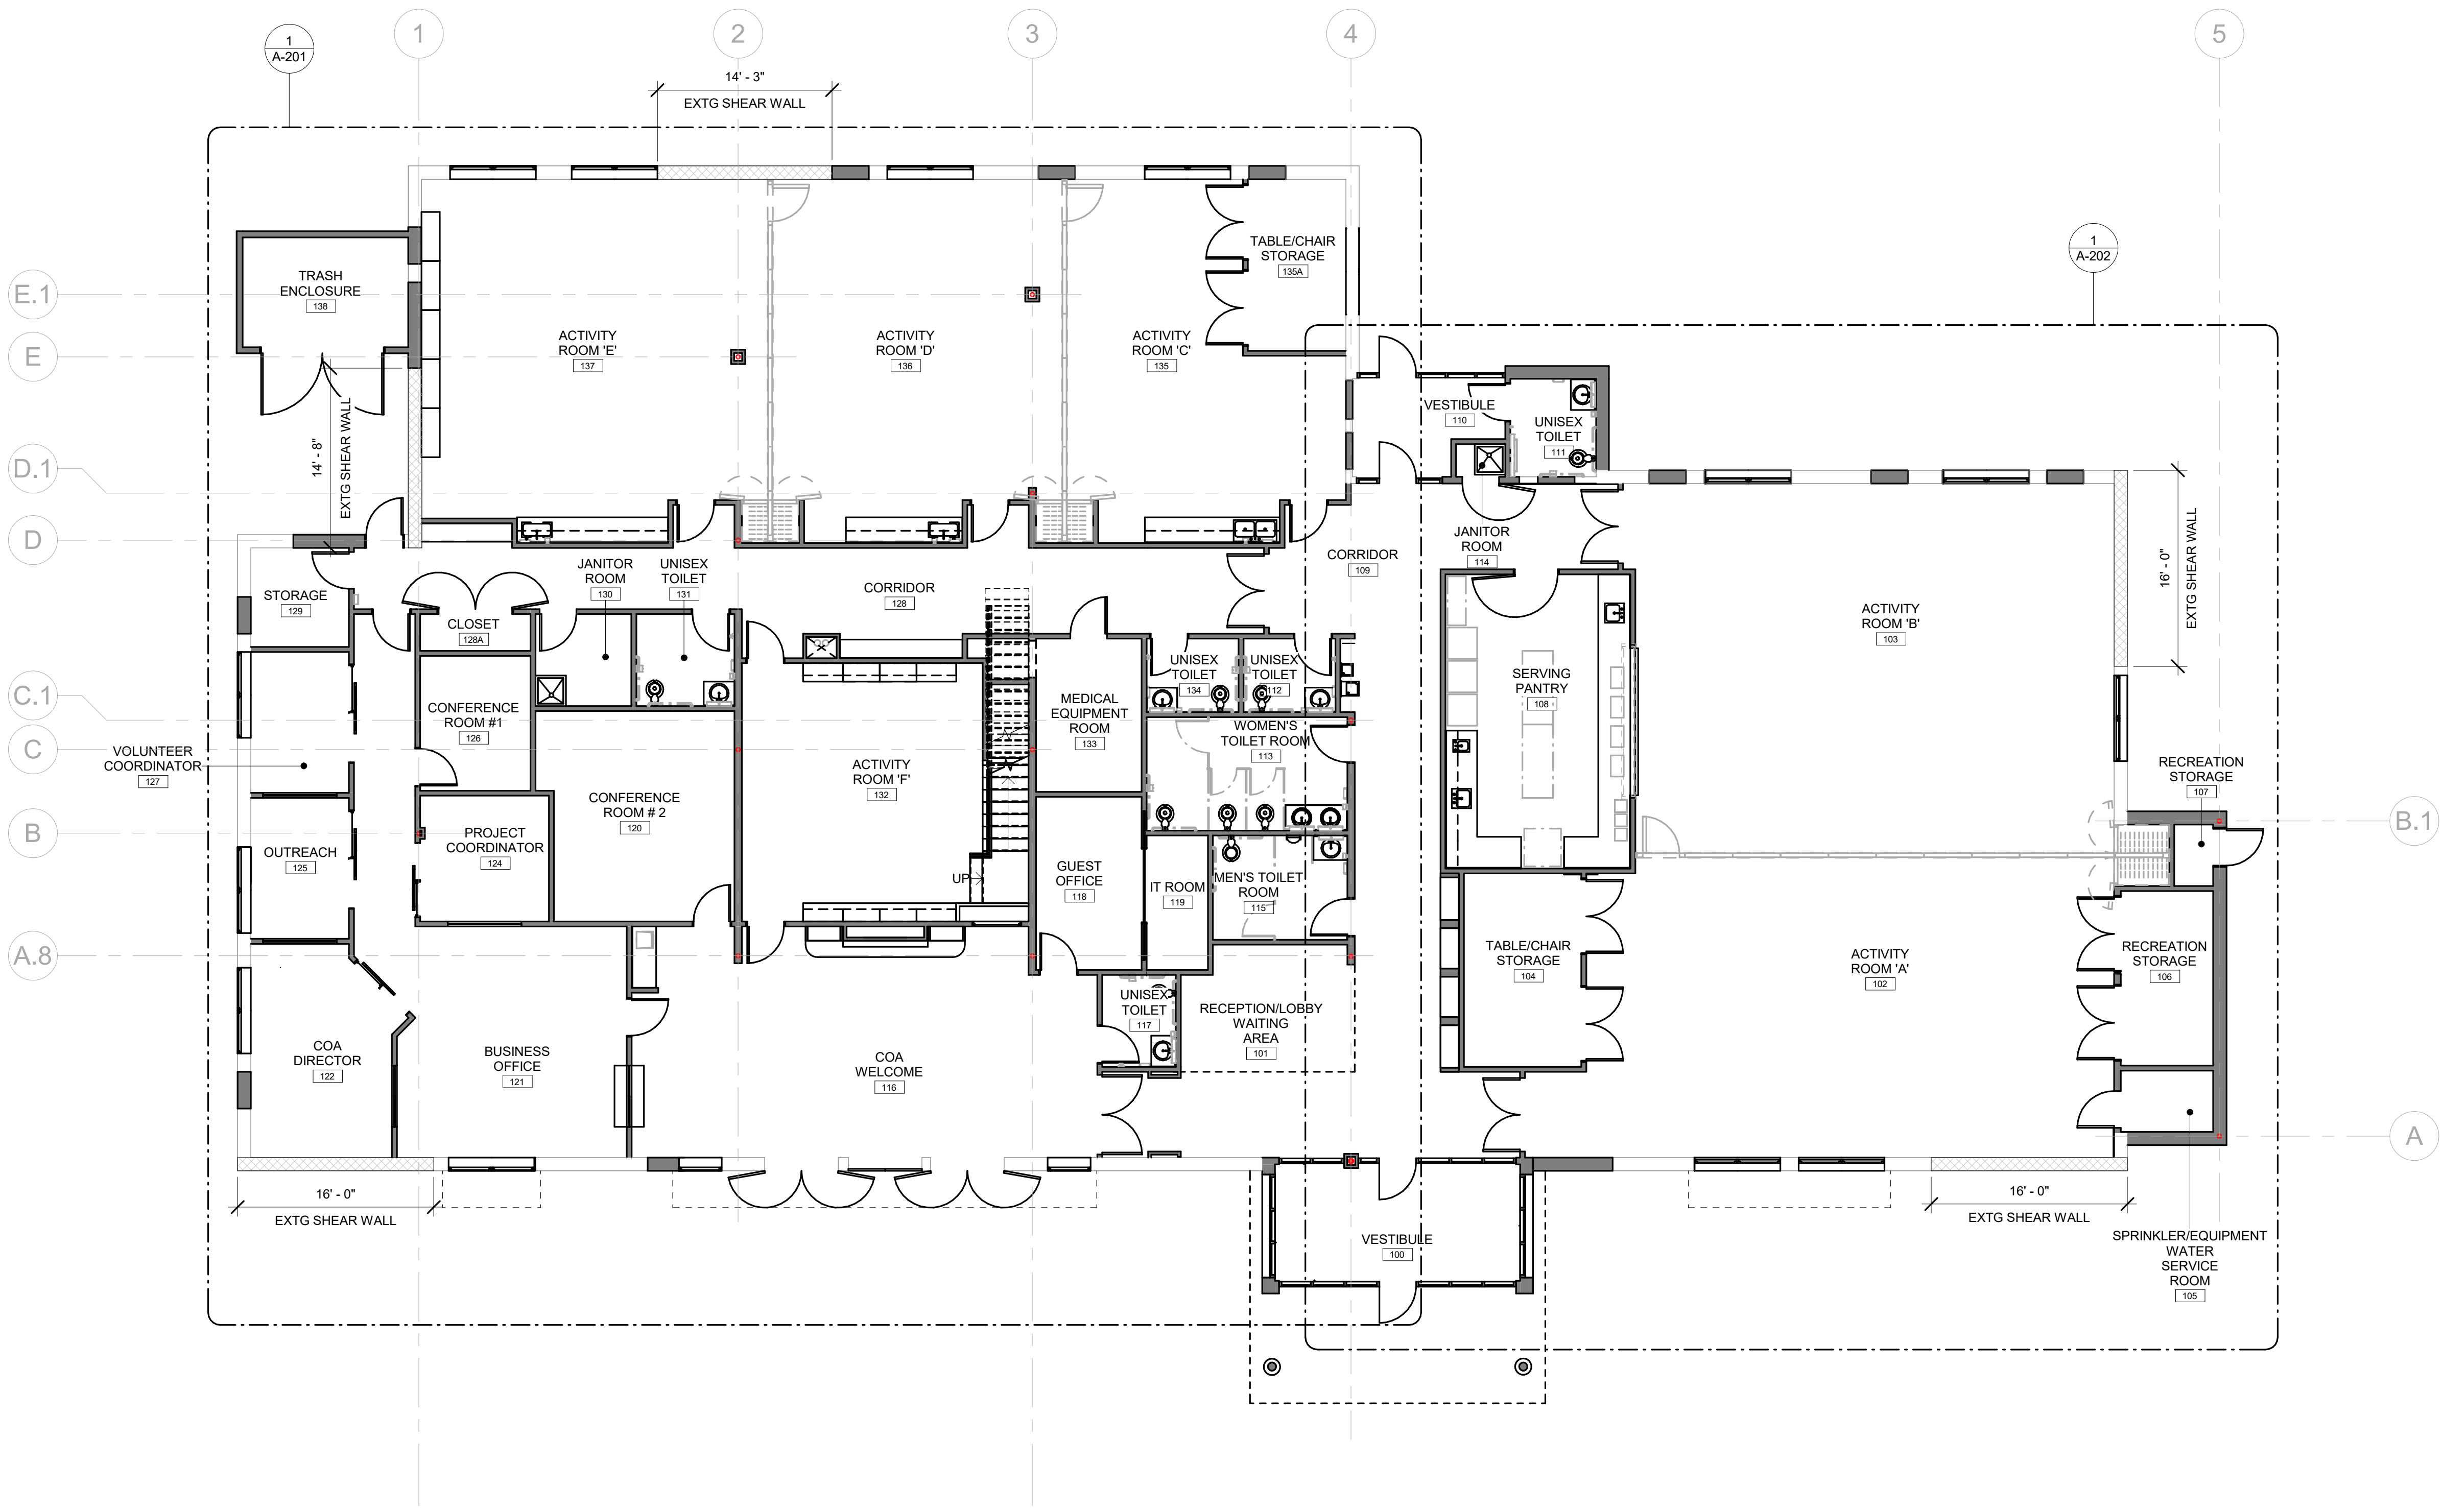 1
2
3
4
5
1
A-201
14' - 3"
EXTG SHEAR WALL
1
A-202
E.1
E
D.1
D
C.1
C
B
A.8
B.1
A
TRASH
ENCLOSURE
138
14' - 8"
EXTG SHEAR WALL
ACTIVITY
ROOM 'E'
137
ACTIVITY
ROOM 'D'
136
ACTIVITY
ROOM 'C'
135
TABLE/CHAIR
STORAGE
135A
VESTIBULE
110
UNISEX
TOILET
111
JANITOR
ROOM
114
CORRIDOR
109
16' - 0"
EXTG SHEAR WALL
STORAGE
129
CLOSET
128A
JANITOR
ROOM
130
UNISEX
TOILET
131
CORRIDOR
128
ACTIVITY
ROOM 'B'
103
SERVING
PANTRY
108
UNISEX
TOILET
134
UNISEX
TOILET
112
MEDICAL
EQUIPMENT
ROOM
133
WOMEN'S
TOILET ROOM
113
CONFERENCE
ROOM #1
126
VOLUNTEER
COORDINATOR
127
CONFERENCE
ROOM # 2
120
ACTIVITY
ROOM 'F'
132
RECREATION
STORAGE
107
PROJECT
COORDINATOR
124
OUTREACH
125
UP
GUEST
OFFICE
118
IT ROOM
119
MEN'S TOILET
ROOM
115
TABLE/CHAIR
STORAGE
104
ACTIVITY
ROOM 'A'
102
RECREATION
STORAGE
106
UNISEX
TOILET
117
RECEPTION/LOBBY
WAITING
AREA
101
COA
DIRECTOR
122
BUSINESS
OFFICE
121
COA
WELCOME
116
16' - 0"
EXTG SHEAR WALL
VESTIBULE
100
16' - 0"
EXTG SHEAR WALL
SPRINKLER/EQUIPMENT
WATER
SERVICE
ROOM
105